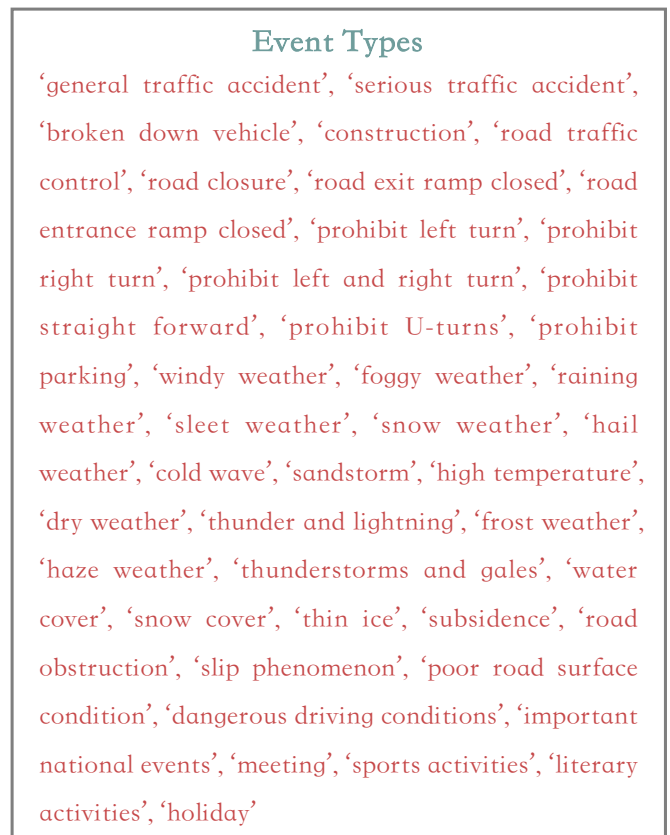 Event Types
‘general traffic accident’, ‘serious traffic accident’,
‘broken down vehicle’, ‘construction’, ‘road traffic
control’, ‘road closure’, ‘road exit ramp closed’, ‘road
entrance ramp closed’, ‘prohibit left turn’, ‘prohibit
right turn’, ‘prohibit left and right turn’, ‘prohibit
straight forward’, ‘prohibit U-turns’, ‘prohibit
parking’, ‘windy weather’, ‘foggy weather’, ‘raining
weather’, ‘sleet weather’, ‘snow weather’, ‘hail
weather’, ‘cold wave’, ‘sandstorm’, ‘high temperature’,
‘dry weather’, ‘thunder and lightning’, ‘frost weather’,
‘haze weather’, ‘thunderstorms and gales’, ‘water
cover’, ‘snow cover’, ‘thin ice’, ‘subsidence’, ‘road
obstruction’, ‘slip phenomenon’, ‘poor road surface
condition’, ‘dangerous driving conditions’, ‘important
national events’, ‘meeting’, ‘sports activities’, ‘literary
activities’, ‘holiday’